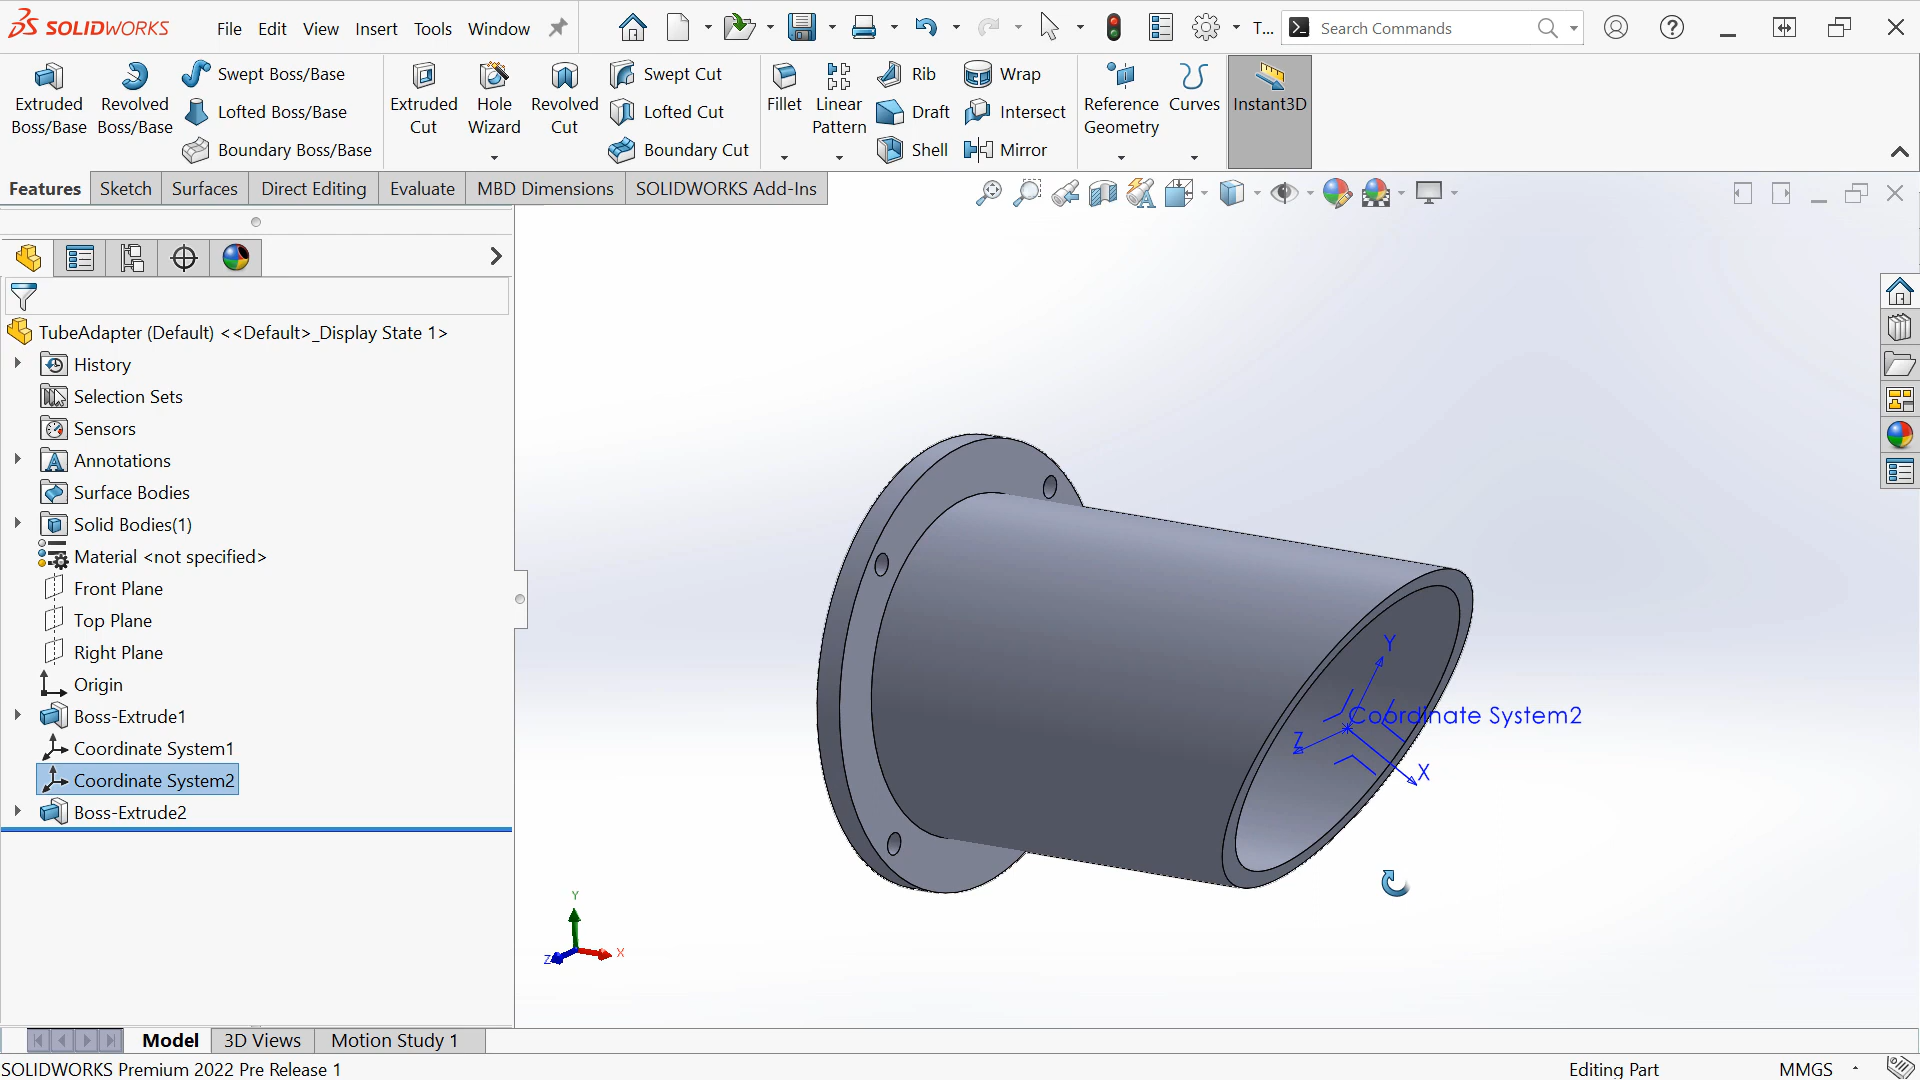 SOLIDWORKS File Edit View Insert Tools Window T... Search Commands
Extruded Boss/Base
Revolved Boss/Base
Swept Boss/Base
Lofted Boss/Base
Boundary Boss/Base
Extruded Cut
Hole Wizard
Revolved Cut
Swept Cut
Lofted Cut
Boundary Cut
Fillet
Linear Pattern
Rib
Draft
Shell
Wrap
Intersect
Mirror
Reference Geometry
Curves
Instant3D
Features Sketch Surfaces Direct Editing Evaluate MBD Dimensions SOLIDWORKS Add-Ins
TubeAdapter (Default) <<Default>_Display State 1>
History
Selection Sets
Sensors
Annotations
Surface Bodies
Solid Bodies(1)
Material <not specified>
Front Plane
Top Plane
Right Plane
Origin
Boss-Extrude1
Coordinate System1
Coordinate System2
Boss-Extrude2
Y
Coordinate System2
Z
X
Y
X
Z
Model 3D Views Motion Study 1
SOLIDWORKS Premium 2022 Pre Release 1 Editing Part MMGS